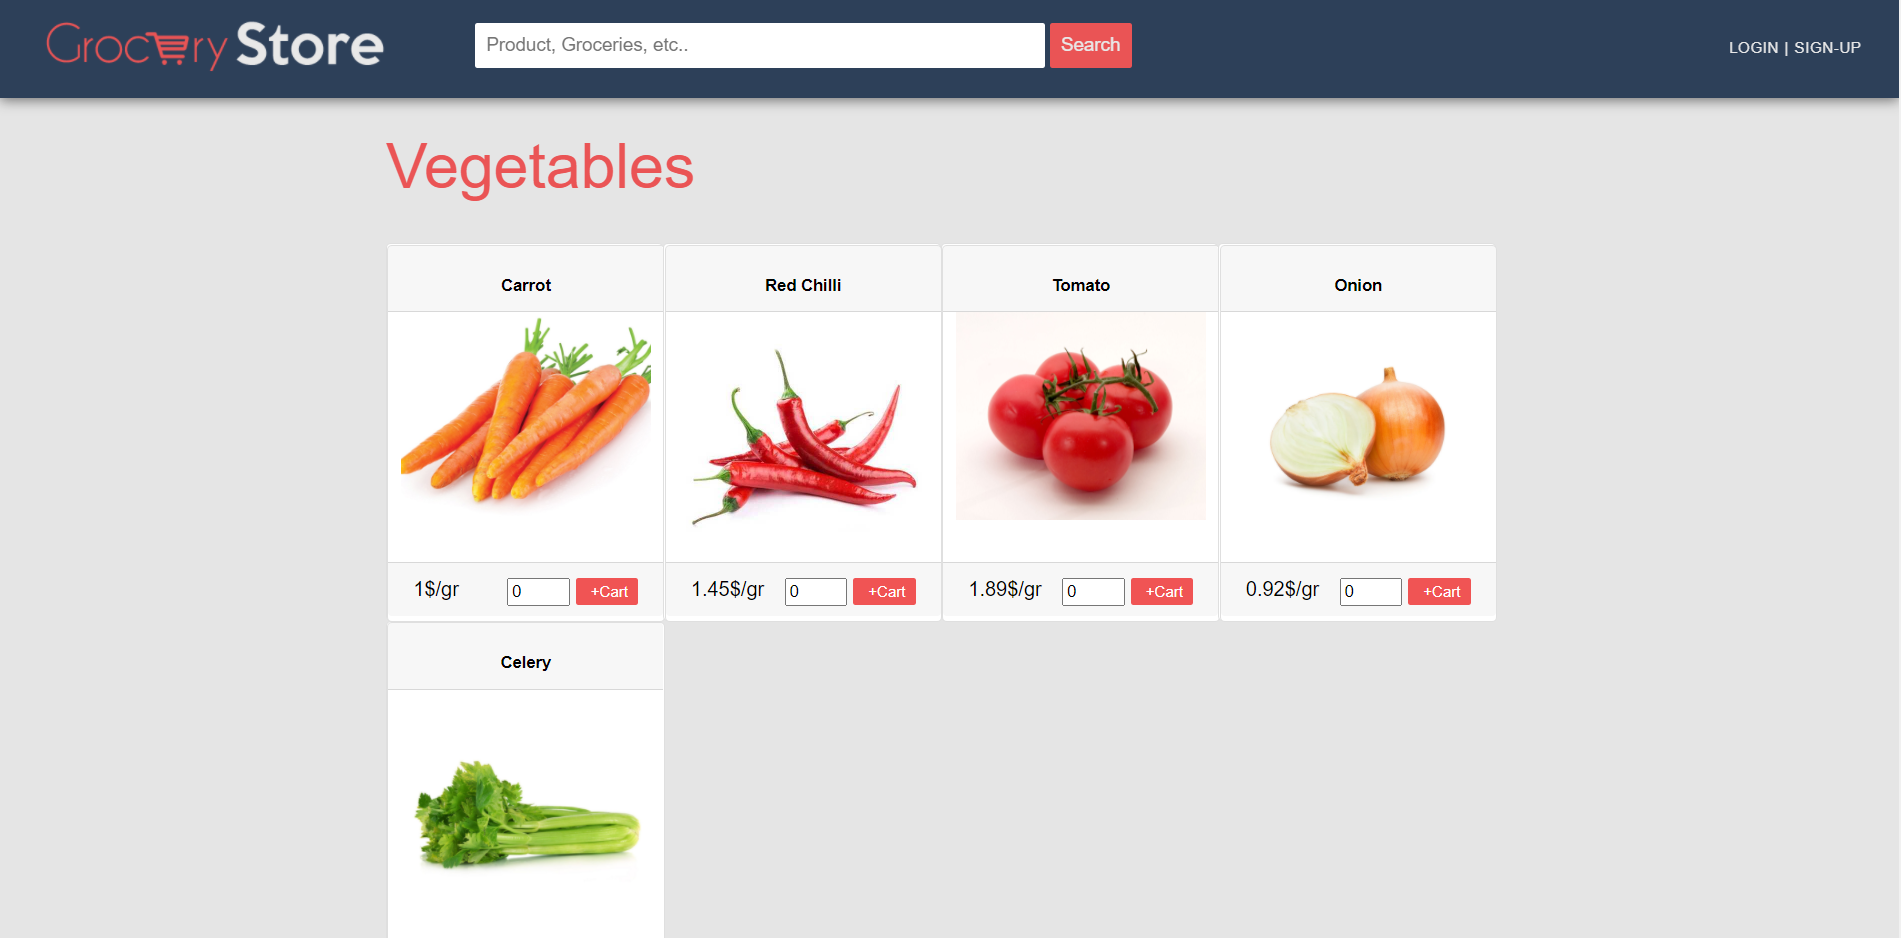 Grocery Store
Product, Groceries, etc..
Search
LOGIN | SIGN-UP
Vegetables
Carrot
Red Chilli
Tomato
Onion
1$/gr 0 +Cart
1.45$/gr 0 +Cart
1.89$/gr 0 +Cart
0.92$/gr 0 +Cart
Celery